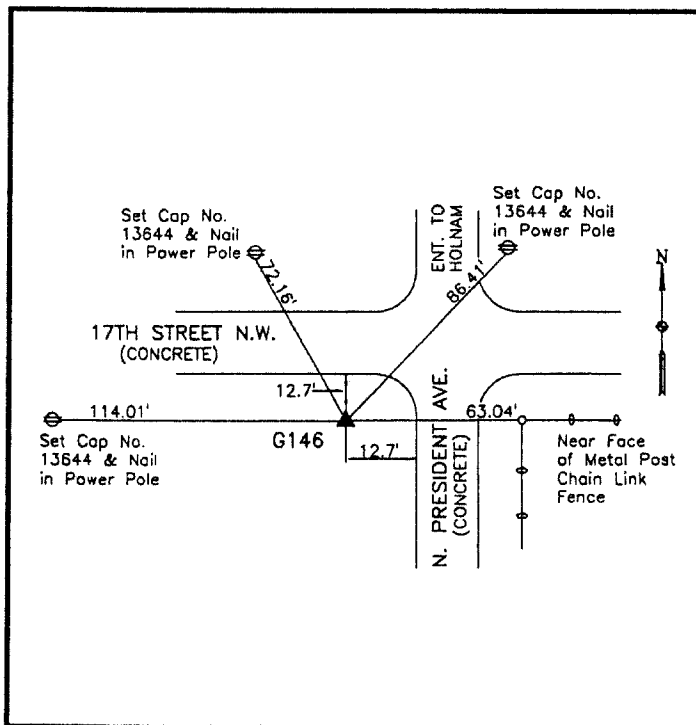 Set Cap No.
13644 & Nail
in Power Pole
72.16'
ENT. TO
HOLNAM
86.41'
Set Cap No.
13644 & Nail
in Power Pole
N
17TH STREET N.W.
(CONCRETE)
12.7'
114.01'
G146
12.7'
63.04'
Set Cap No.
13644 & Nail
in Power Pole
N. PRESIDENT AVE.
(CONCRETE)
Near Face
of Metal Post
Chain Link
Fence